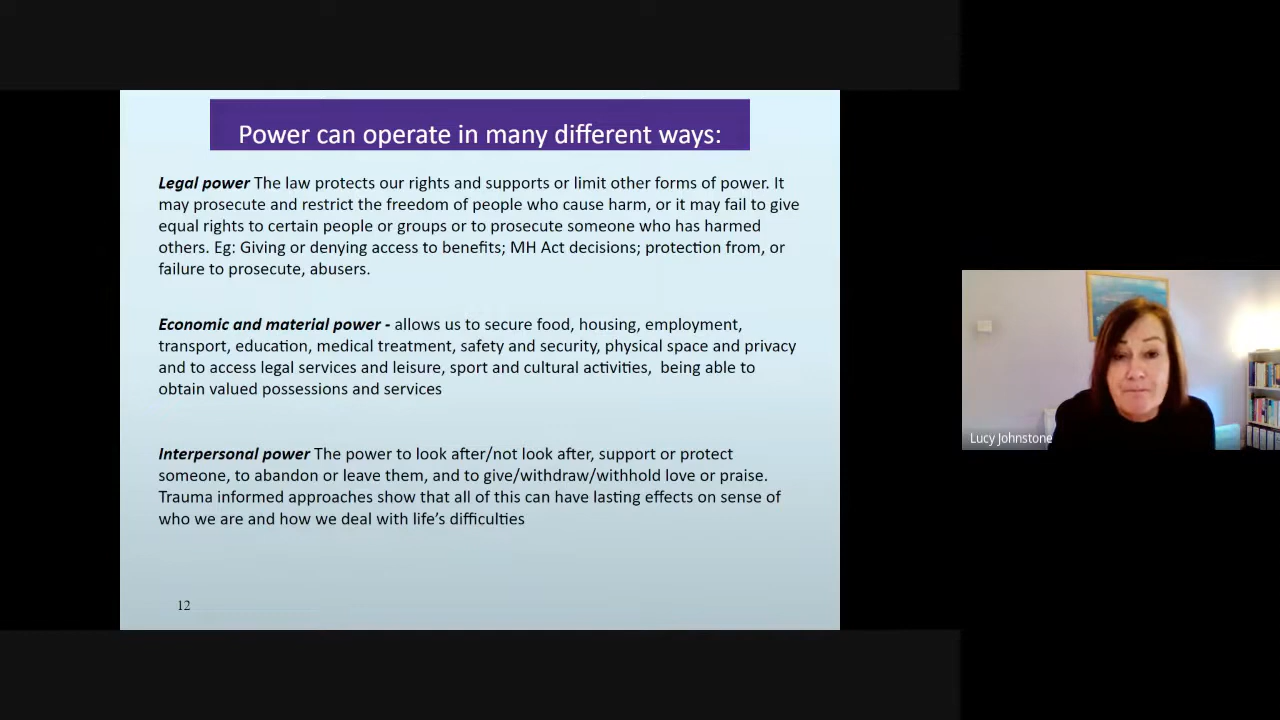 Power can operate in many different ways:
Legal power The law protects our rights and supports or limit other forms of power. It
may prosecute and restrict the freedom of people who cause harm, or it may fail to give
equal rights to certain people or groups or to prosecute someone who has harmed
others. Eg: Giving or denying access to benefits; MH Act decisions; protection from, or
failure to prosecute, abusers.
Economic and material power - allows us to secure food, housing, employment,
transport, education, medical treatment, safety and security, physical space and privacy
and to access legal services and leisure, sport and cultural activities, being able to
obtain valued possessions and services
Interpersonal power The power to look after/not look after, support or protect
someone, to abandon or leave them, and to give/withdraw/withhold love or praise.
Trauma informed approaches show that all of this can have lasting effects on sense of
who we are and how we deal with life's difficulties
12
Lucy Johnstone